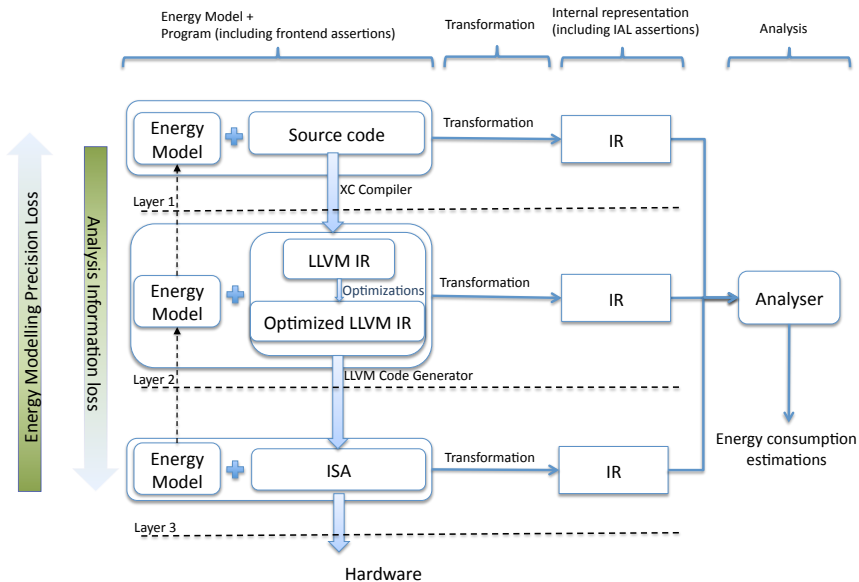 Energy Model +
Program (including frontend assertions)
Transformation
Internal representation
(including IAL assertions)
Analysis
Energy Modelling Precision Loss
Analysis Information loss
Energy
Model
Source code
Transformation
IR
XC Compiler
Layer 1
LLVM IR
Optimizations
Optimized LLVM IR
Energy
Model
Transformation
IR
Analyser
Layer 2
LLVM Code Generator
Energy consumption
estimations
Energy
Model
ISA
Transformation
IR
Layer 3
Hardware